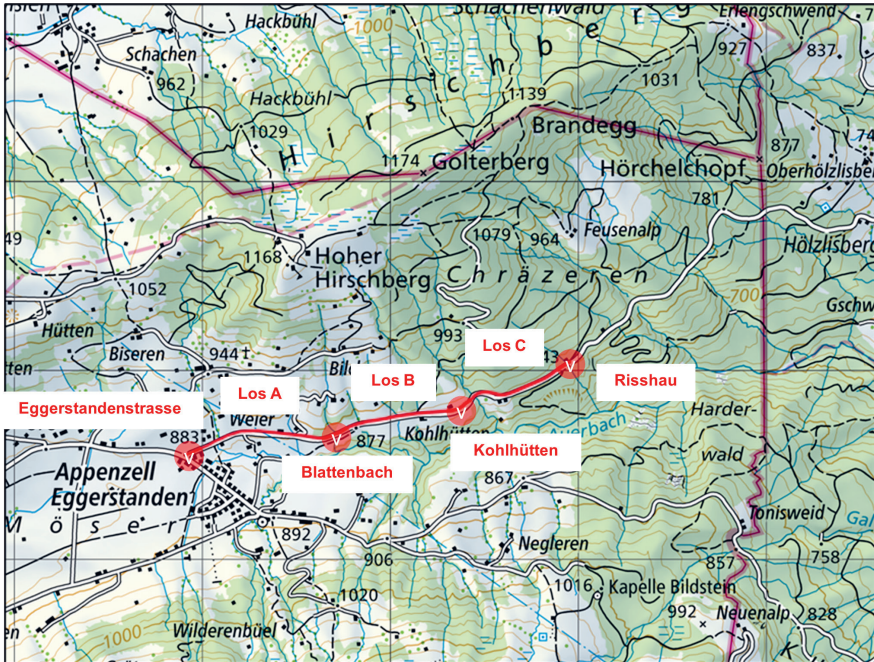 1000
Schachen
962
Hackbühl
Hackbühl
1029
Hirschberg
1139
1031
Brandegg
927
Erlengschwend
837
877
1174
Golterberg
Hörchelchopf
Oberhölzlisberg
781
49
1168
Hoher
Hirschberg
1079
964
Feusenalp
Hölzlisberg
Chräzeren
1052
700
Hütten
Biseren
944
993
Los C
Los B
Los A
Risshau
Eggerstandenstrasse
Weier
883
877
Kohlhütten
Auerbach
Harder-
wald
Kohlhütten
Blattenbach
Appenzell
Eggerstanden
Möser
867
892
Tonisweid
Negleren
906
857
758
1016
Kapelle Bildstein
1020
992
Neuenalp
828
1000
Wilderenbüel